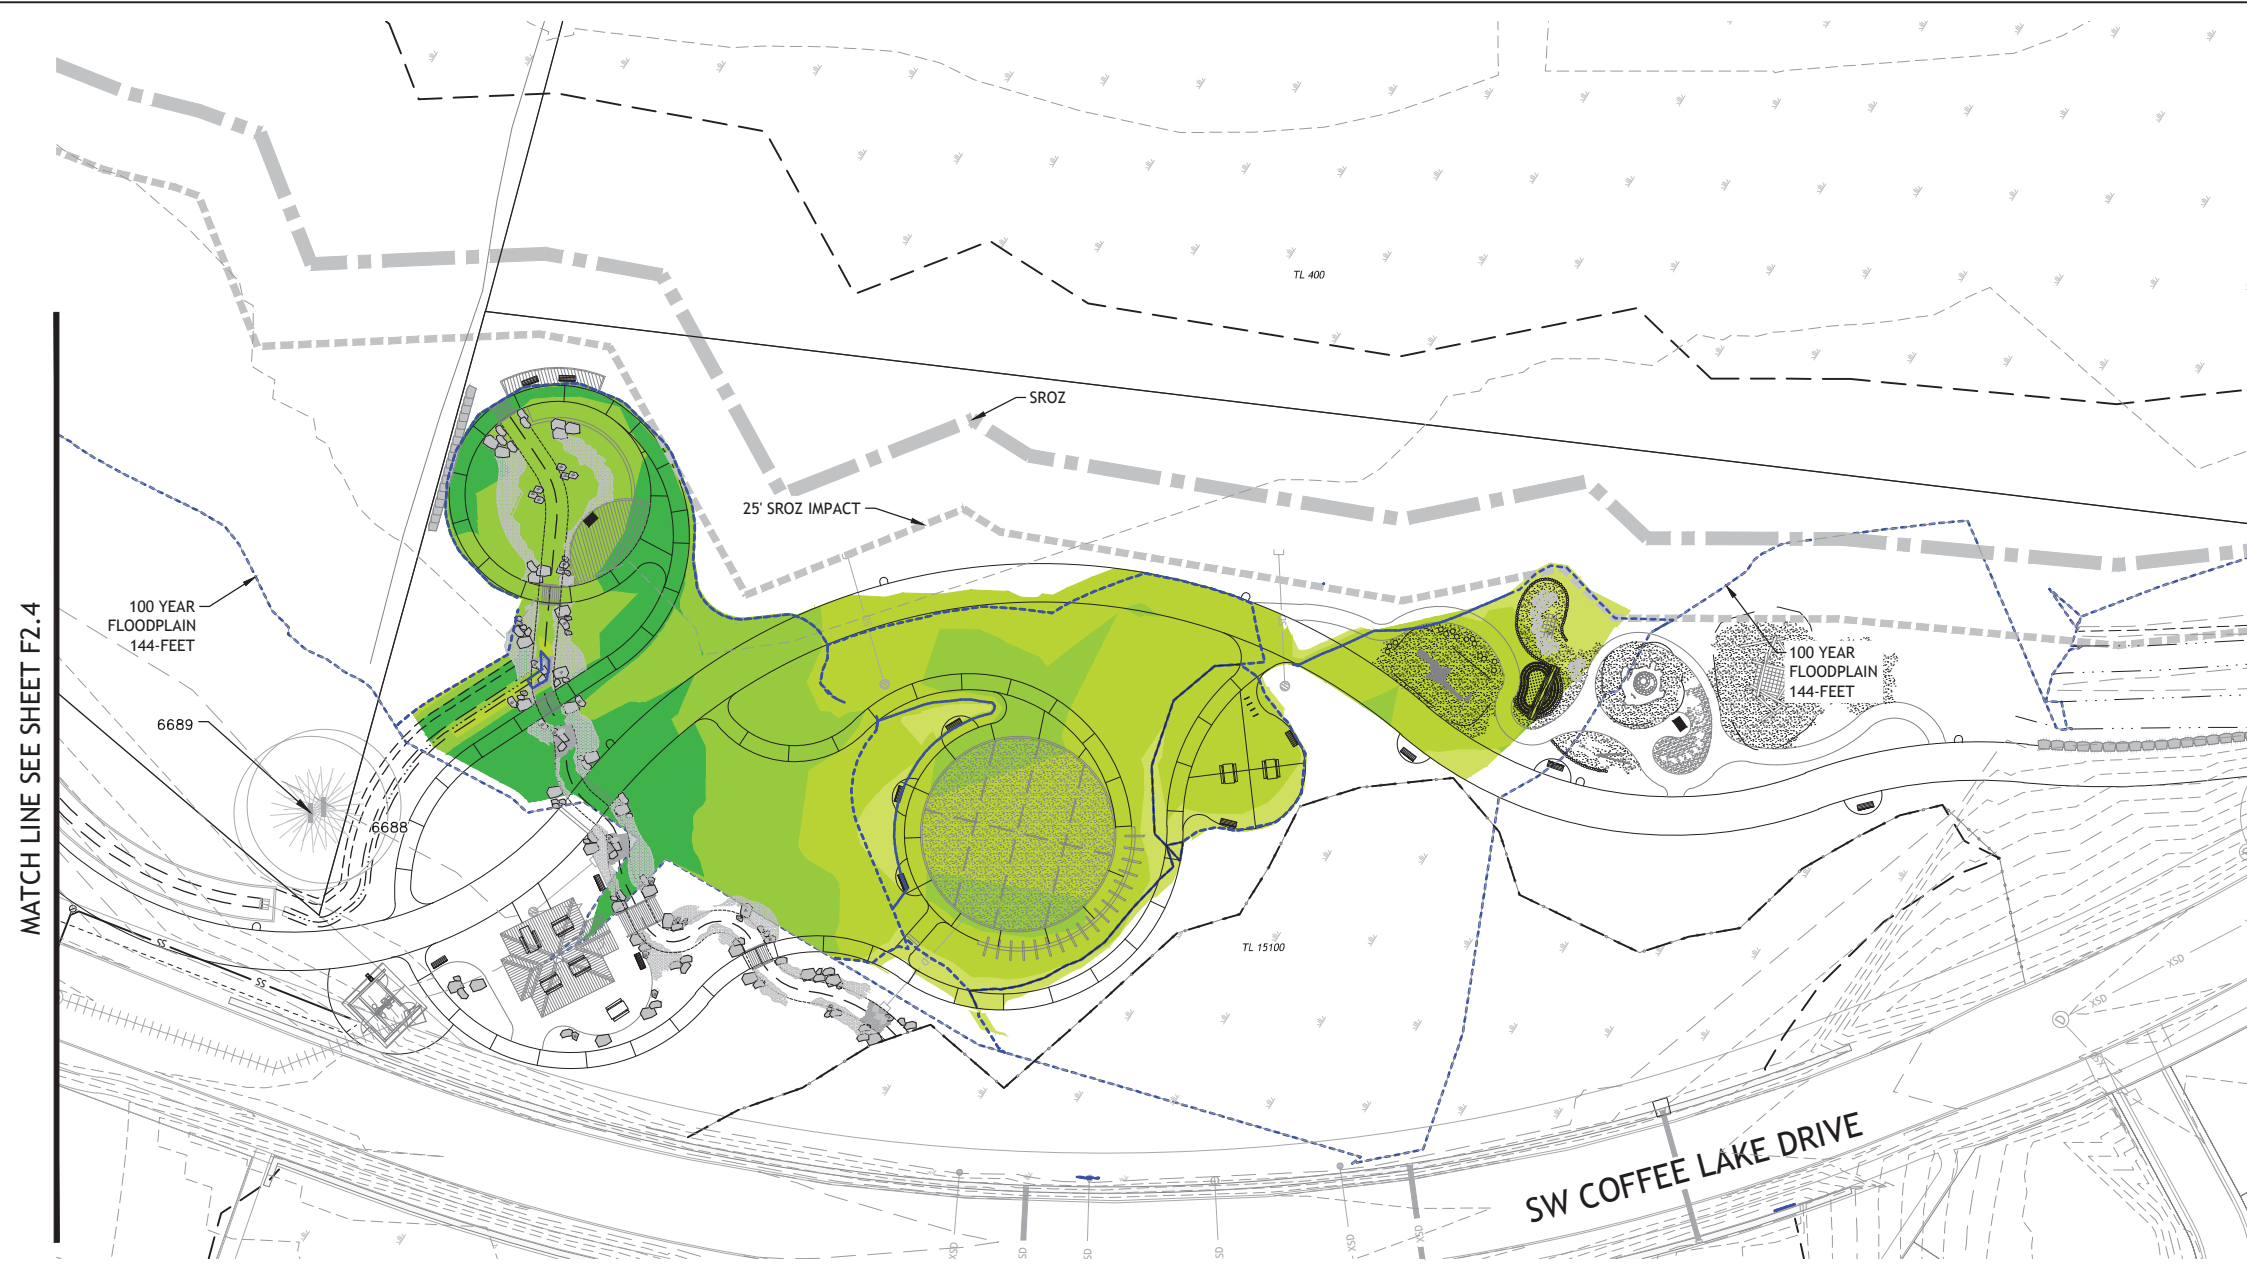 TL 400
SROZ
25' SROZ IMPACT
100 YEAR
FLOODPLAIN
144-FEET
100 YEAR
FLOODPLAIN
144-FEET
6689
6688
MATCH LINE SEE SHEET F2.4
SS
SS
TL 15100
XSD
XSD
D
SW COFFEE LAKE DRIVE
XSD
SD
SD
SD
XSD
XSD